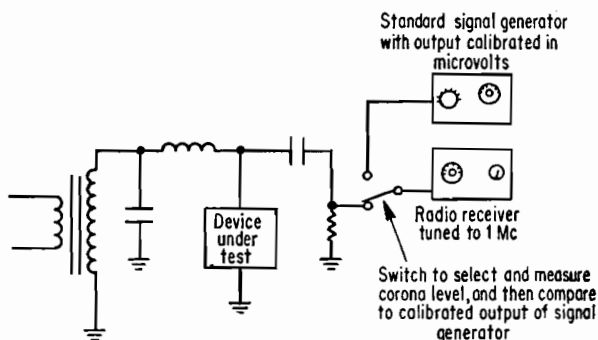 Standard signal generator
with output calibrated in
microvolts
Device
under
test
Radio receiver
tuned to 1 Mc
Switch to select and measure
corona level, and then compare
to calibrated output of signal
generator